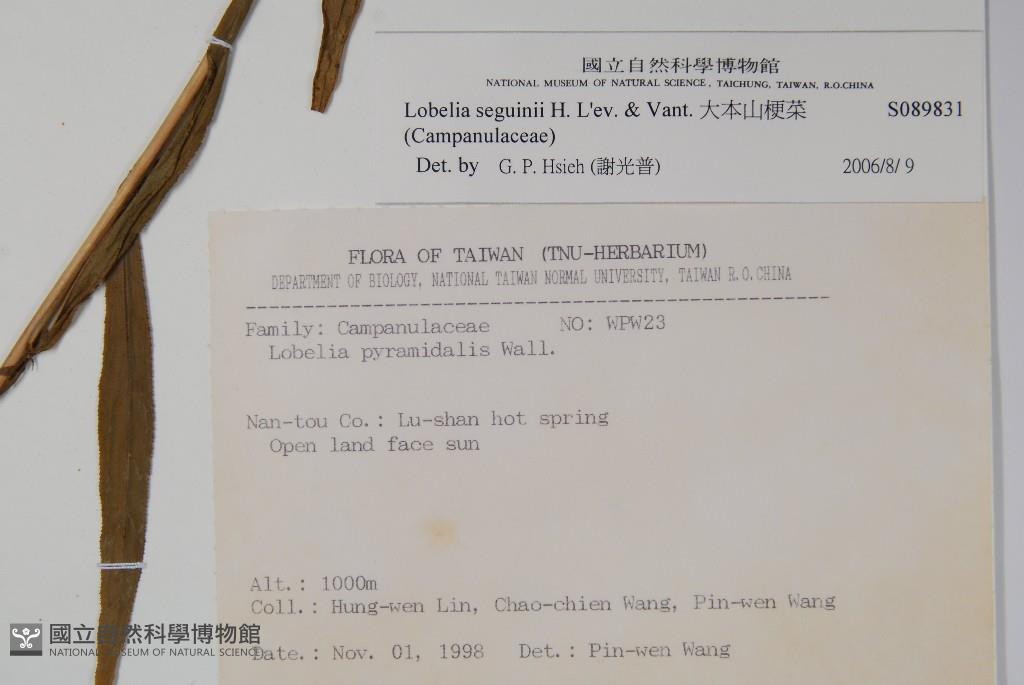 國立自然科學博物館
NATIONAL MUSEUM OF NATURAL SCIENCE, TAICHUNG, TAIWAN, R.O.CHINA
Lobelia seguinii H. L'ev. & Vant. 大本山梗菜 S089831
(Campanulaceae)
Det. by G. P. Hsieh (謝光普) 2006/8/ 9
FLORA OF TAIWAN (TNU-HERBARIUM)
DEPARTMENT OF BIOLOGY, NATIONAL TAIWAN NORMAL UNIVERSITY, TAIWAN R.O.CHINA
Family: Campanulaceae NO: WPW23
Lobelia pyramidalis Wall.
Nan-tou Co.: Lu-shan hot spring
Open land face sun
Alt.: 1000m
Coll.: Hung-wen Lin, Chao-chien Wang, Pin-wen Wang
Date.: Nov. 01, 1998 Det.: Pin-wen Wang
國立自然科學博物館
NATIONAL MUSEUM OF NATURAL SCIENCE